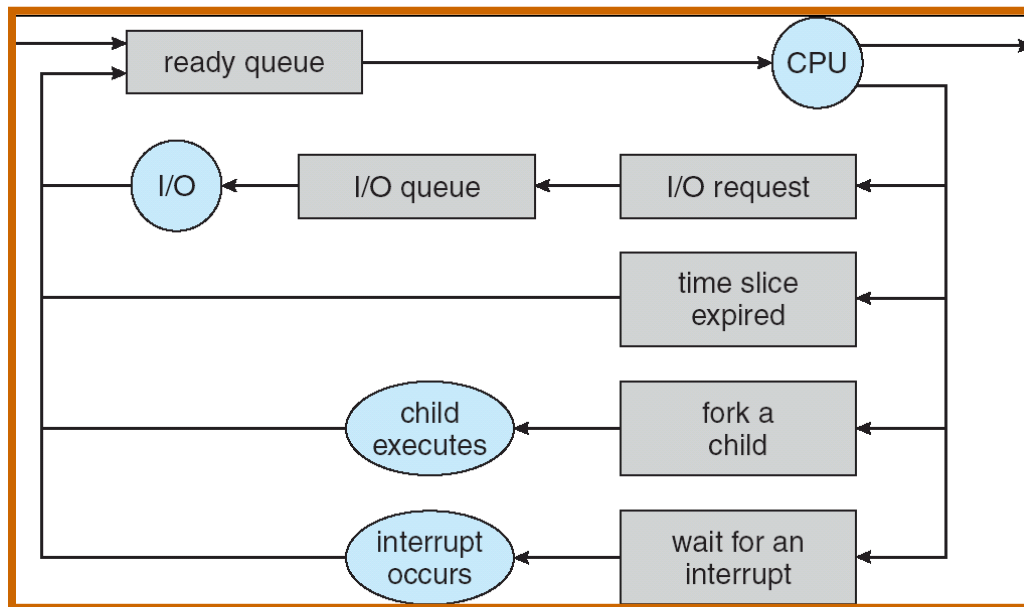 ready queue
CPU
I/O
I/O queue
I/O request
time slice
expired
child
executes
fork a
child
interrupt
occurs
wait for an
interrupt